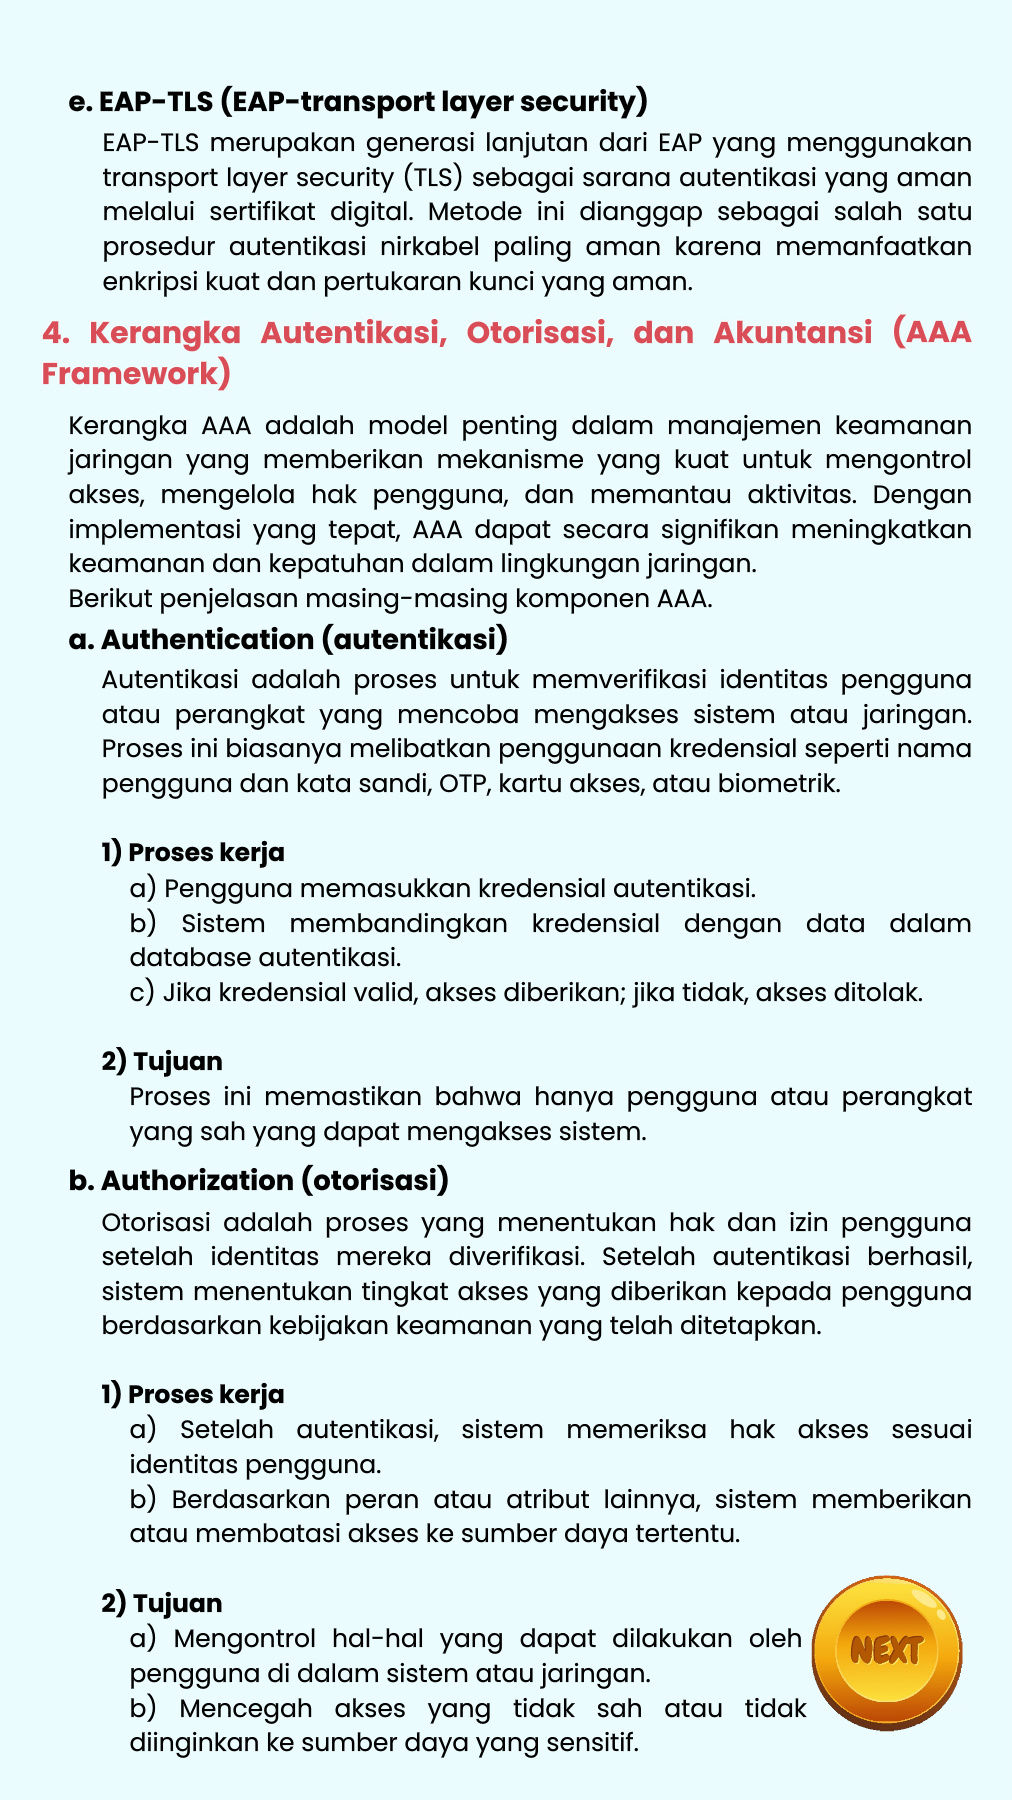 e. EAP-TLS (EAP-transport layer security)
EAP-TLS merupakan generasi lanjutan dari EAP yang menggunakan
transport layer security (TLS) sebagai sarana autentikasi yang aman
melalui sertifikat digital. Metode ini dianggap sebagai salah satu
prosedur autentikasi nirkabel paling aman karena memanfaatkan
enkripsi kuat dan pertukaran kunci yang aman.
4. Kerangka Autentikasi, Otorisasi, dan Akuntansi (AAA
Framework)
Kerangka AAA adalah model penting dalam manajemen keamanan
jaringan yang memberikan mekanisme yang kuat untuk mengontrol
akses, mengelola hak pengguna, dan memantau aktivitas. Dengan
implementasi yang tepat, AAA dapat secara signifikan meningkatkan
keamanan dan kepatuhan dalam lingkungan jaringan.
Berikut penjelasan masing-masing komponen AAA.
a. Authentication (autentikasi)
Autentikasi adalah proses untuk memverifikasi identitas pengguna
atau perangkat yang mencoba mengakses sistem atau jaringan.
Proses ini biasanya melibatkan penggunaan kredensial seperti nama
pengguna dan kata sandi, OTP, kartu akses, atau biometrik.
1) Proses kerja
a) Pengguna memasukkan kredensial autentikasi.
b) Sistem membandingkan kredensial dengan data dalam
database autentikasi.
c) Jika kredensial valid, akses diberikan; jika tidak, akses ditolak.
2) Tujuan
Proses ini memastikan bahwa hanya pengguna atau perangkat
yang sah yang dapat mengakses sistem.
b. Authorization (otorisasi)
Otorisasi adalah proses yang menentukan hak dan izin pengguna
setelah identitas mereka diverifikasi. Setelah autentikasi berhasil,
sistem menentukan tingkat akses yang diberikan kepada pengguna
berdasarkan kebijakan keamanan yang telah ditetapkan.
1) Proses kerja
a) Setelah autentikasi, sistem memeriksa hak akses sesuai
identitas pengguna.
b) Berdasarkan peran atau atribut lainnya, sistem memberikan
atau membatasi akses ke sumber daya tertentu.
2) Tujuan
a) Mengontrol hal-hal yang dapat dilakukan oleh
pengguna di dalam sistem atau jaringan.
b) Mencegah akses yang tidak sah atau tidak
diinginkan ke sumber daya yang sensitif.
NEXT